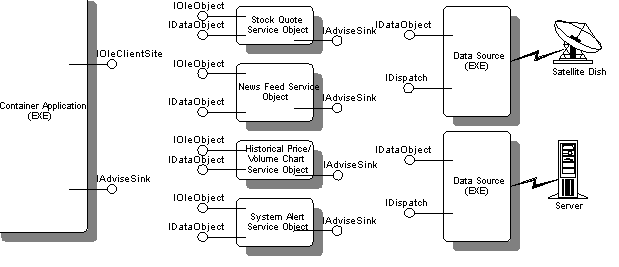 IOleObject
IDataObject
Stock Quote
Service Object
IAdviseSink
IDataObject
Data Source
(EXE)
IDispatch
Satellite Dish
IOleClientSite
Container Application
(EXE)
IAdviseSink
IOleObject
News Feed Service
Object
IDataObject
IAdviseSink
IOleObject
IDataObject
Historical Price/
Volume Chart
Service Object
IAdviseSink
IDataObject
Data Source
(EXE)
IDispatch
Server
IOleObject
IDataObject
System Alert
Service Object
IAdviseSink